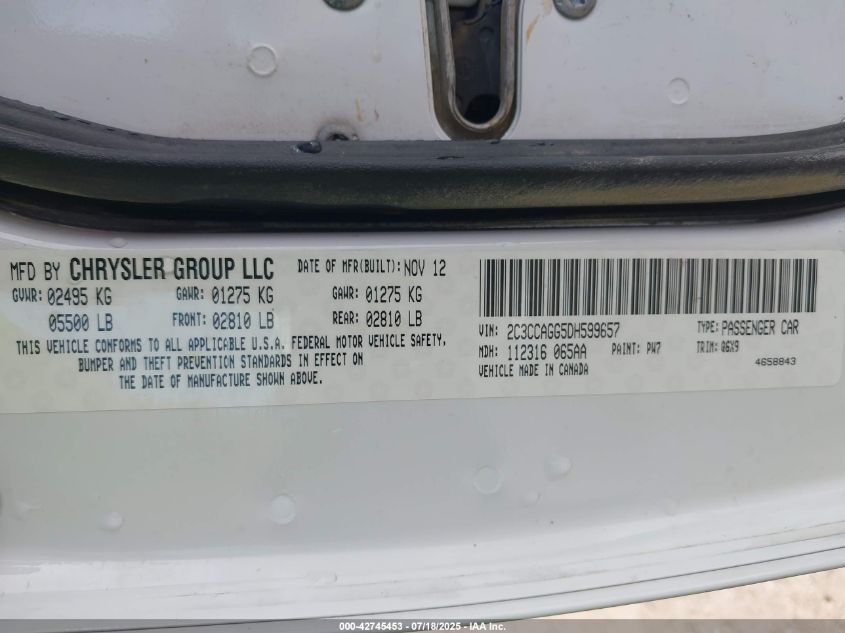 MFD BY CHRYSLER GROUP LLC
DATE OF MFR(BUILT): NOV 12
GVWR: 02495 KG GAWR: 01275 KG GAWR: 01275 KG
05500 LB FRONT: 02810 LB REAR: 02810 LB
THIS VEHICLE CONFORMS TO ALL APPLICABLE U.S.A. FEDERAL MOTOR VEHICLE SAFETY,
BUMPER AND THEFT PREVENTION STANDARDS IN EFFECT ON
THE DATE OF MANUFACTURE SHOWN ABOVE.
VIN: 2C3CCAGG5DH599657 TYPE: PASSENGER CAR
MDH: 112316 065AA PAINT: PW7 TRIM: Q6X9
VEHICLE MADE IN CANADA 4658843
000-42745453 - 07/18/2025 - IAA Inc.